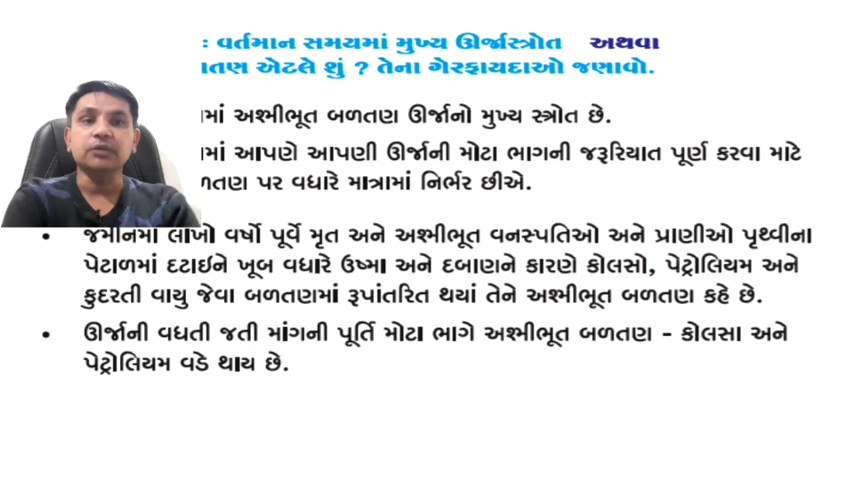 : વર્તમાન સમયમાં મુખ્ય ઊર્જાસ્ત્રોત અથવા
એટલે શું ? તેના ગેરફાયદાઓ જણાવો.
અશ્મીભૂત બળતણ ઊર્જાનો મુખ્ય સ્ત્રોત છે.
આપણે આપણી ઊર્જાની મોટા ભાગની જરૂરિયાત પૂર્ણ કરવા માટે
પર વધારે માત્રામાં નિર્ભર છીએ.
• જમીનમાં લાખો વર્ષો પૂર્વે મૃત અને અશ્મીભૂત વનસ્પતિઓ અને પ્રાણીઓ પૃથ્વીના
પેટાળમાં દટાઇને ખૂબ વધારે ઉષ્મા અને દબાણને કારણે કોલસો, પેટ્રોલિયમ અને
કુદરતી વાયુ જેવા બળતણમાં રૂપાંતરિત થયાં તેને અશ્મીભૂત બળતણ કહે છે.
• ઊર્જાની વધતી જતી માંગની પૂર્તિ મોટા ભાગે અશ્મીભૂત બળતણ - કોલસા અને
પેટ્રોલિયમ વડે થાય છે.